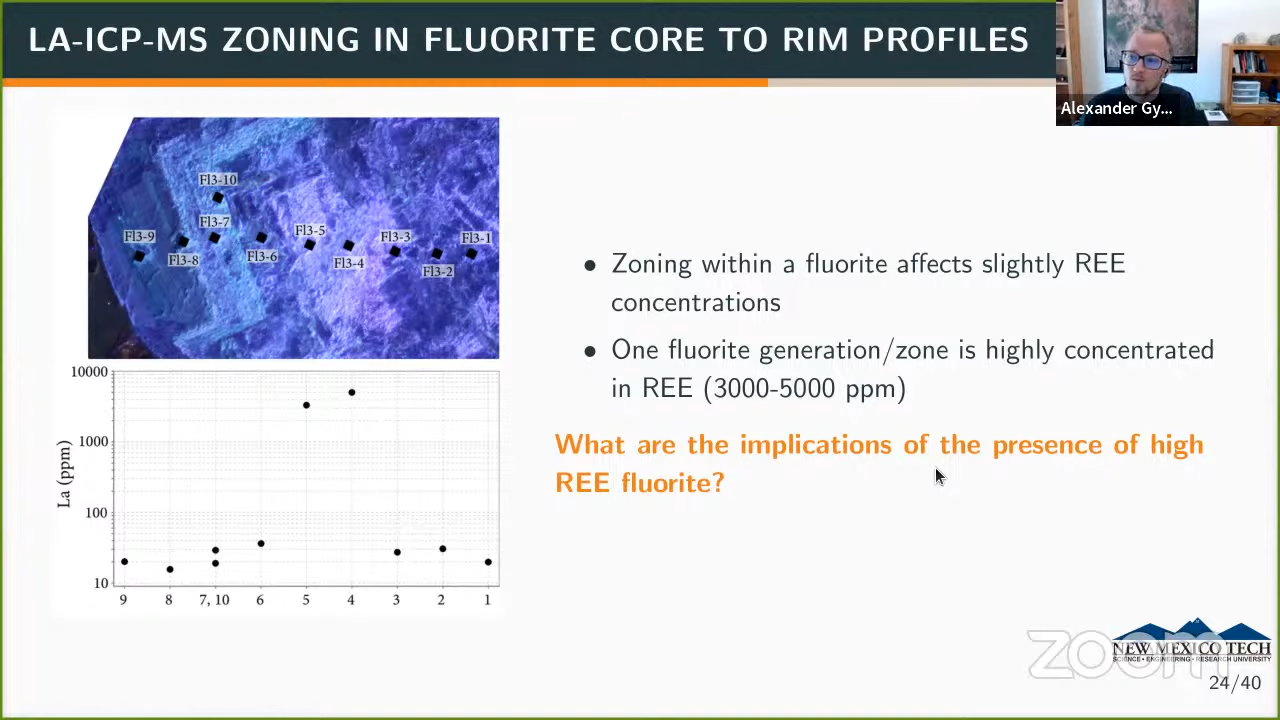 LA-ICP-MS ZONING IN FLUORITE CORE TO RIM PROFILES
Alexander Gy...
Fl3-10
Fl3-7
Fl3-9
Fl3-8
Fl3-6
Fl3-5
Fl3-4
Fl3-3
Fl3-2
Fl3-1
10000
1000
100
10
La (ppm)
9 8 7, 10 6 5 4 3 2 1
• Zoning within a fluorite affects slightly REE
concentrations
• One fluorite generation/zone is highly concentrated
in REE (3000-5000 ppm)
What are the implications of the presence of high
REE fluorite?
zoom
NEW MEXICO TECH
SCIENCE • ENGINEERING • RESEARCH UNIVERSITY
24/40